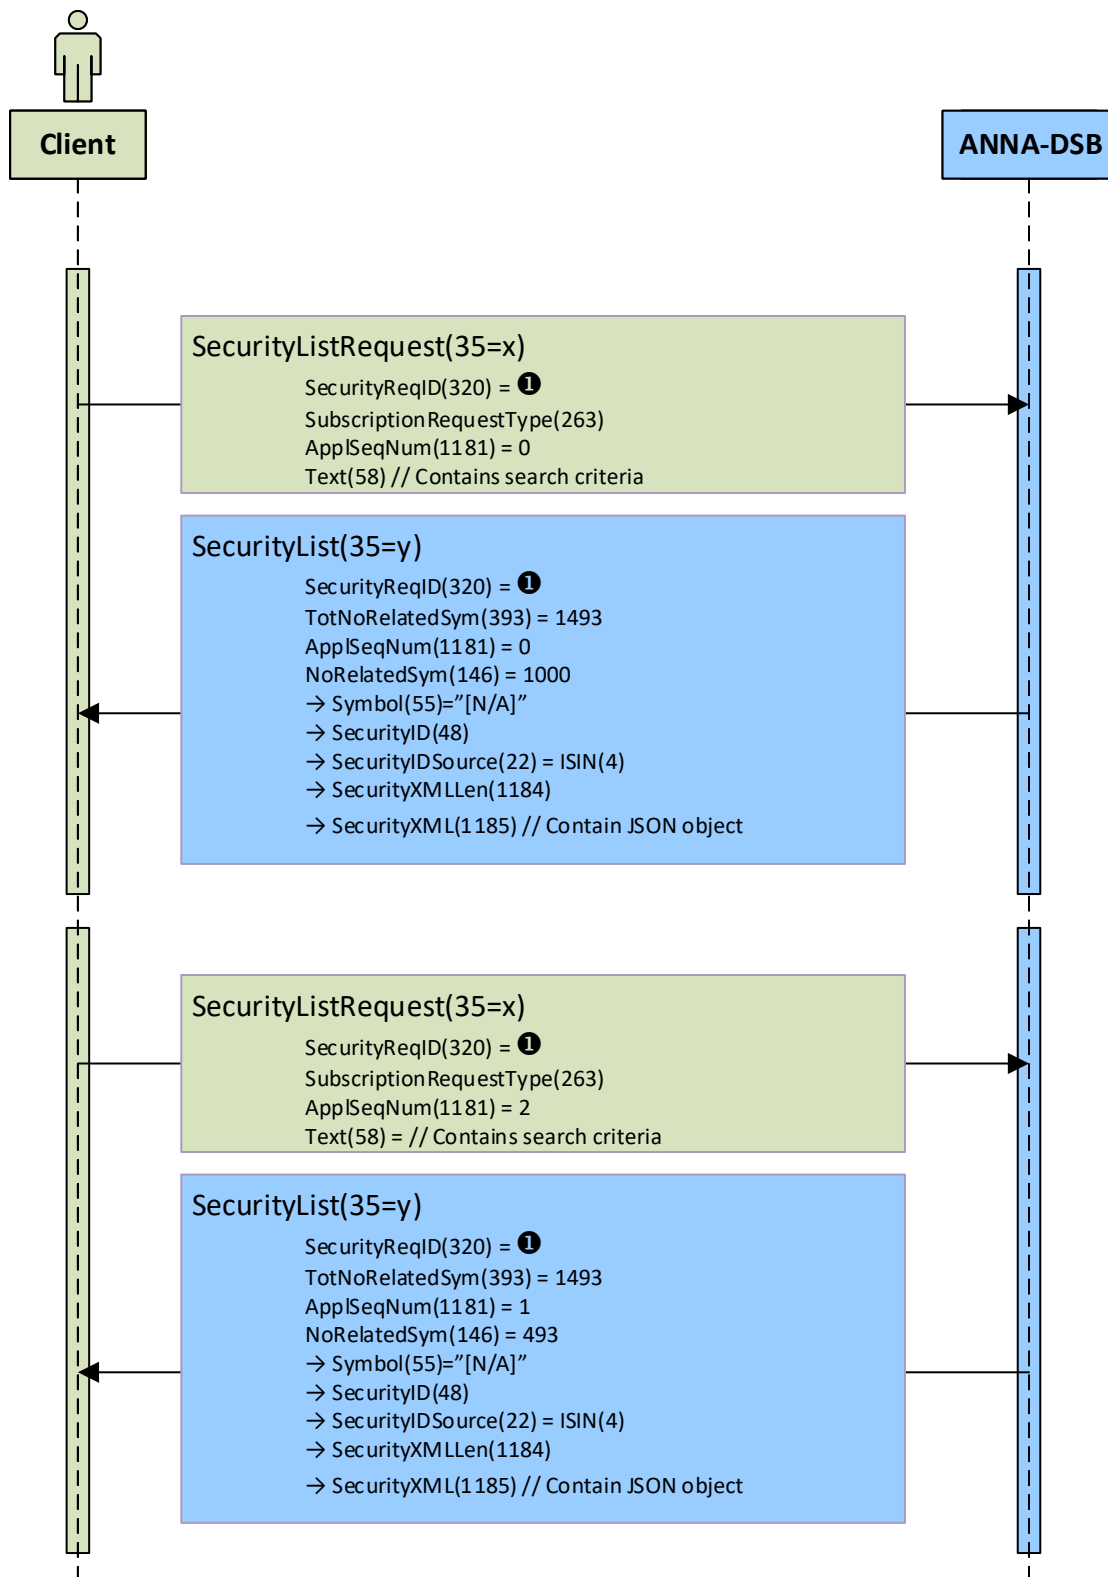 Client
ANNA-DSB
SecurityListRequest(35=x)
SecurityReqID(320) = ❶
SubscriptionRequestType(263)
ApplSeqNum(1181) = 0
Text(58) // Contains search criteria
SecurityList(35=y)
SecurityReqID(320) = ❶
TotNoRelatedSym(393) = 1493
ApplSeqNum(1181) = 0
NoRelatedSym(146) = 1000
→ Symbol(55)=”[N/A]”
→ SecurityID(48)
→ SecurityIDSource(22) = ISIN(4)
→ SecurityXMLLen(1184)
→ SecurityXML(1185) // Contain JSON object
SecurityListRequest(35=x)
SecurityReqID(320) = ❶
SubscriptionRequestType(263)
ApplSeqNum(1181) = 2
Text(58) = // Contains search criteria
SecurityList(35=y)
SecurityReqID(320) = ❶
TotNoRelatedSym(393) = 1493
ApplSeqNum(1181) = 1
NoRelatedSym(146) = 493
→ Symbol(55)=”[N/A]”
→ SecurityID(48)
→ SecurityIDSource(22) = ISIN(4)
→ SecurityXMLLen(1184)
→ SecurityXML(1185) // Contain JSON object